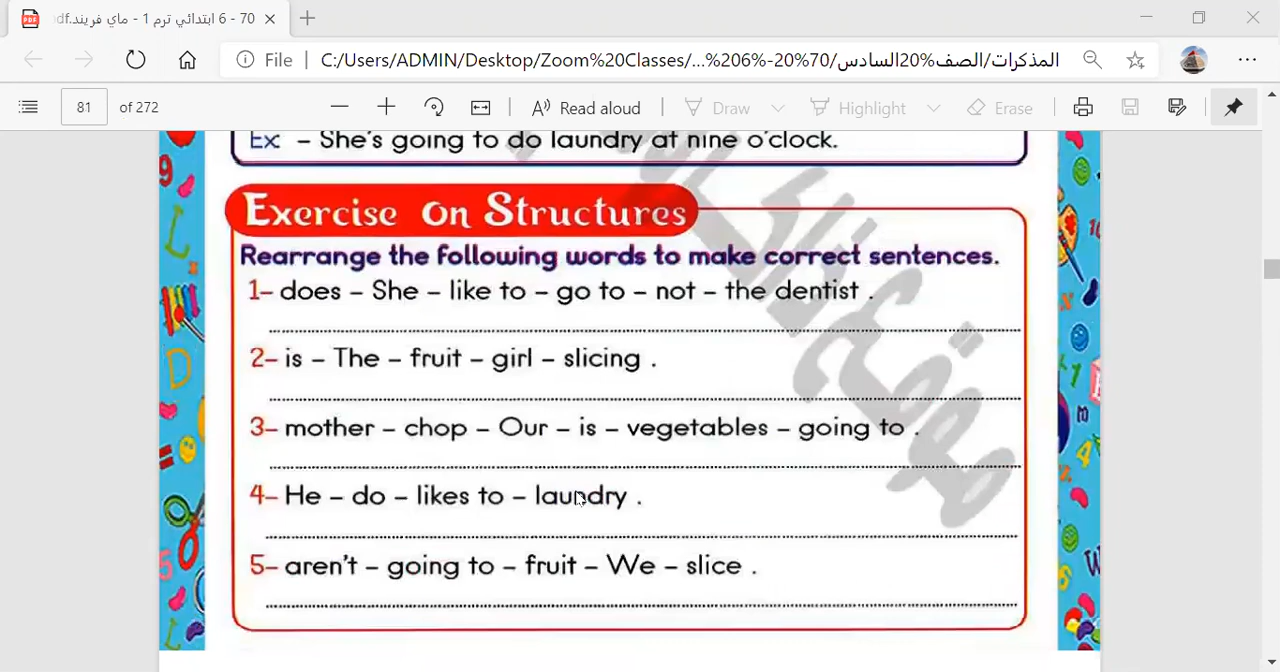 70 - 6 ابتدائي ترم 1 - ماي فريند.pdf
File C:/Users/ADMIN/Desktop/Zoom%20Classes/...%206%-20%70/المذكرات/الصف%20السادس
81 of 272 Read aloud Draw Highlight Erase
Ex – She's going to do laundry at nine o'clock.
Exercise on Structures
Rearrange the following words to make correct sentences.
1– does – She – like to – go to – not – the dentist .
2– is – The – fruit – girl – slicing .
3– mother – chop – Our – is – vegetables – going to .
4– He – do – likes to – laundry .
5– aren't – going to – fruit – We – slice .